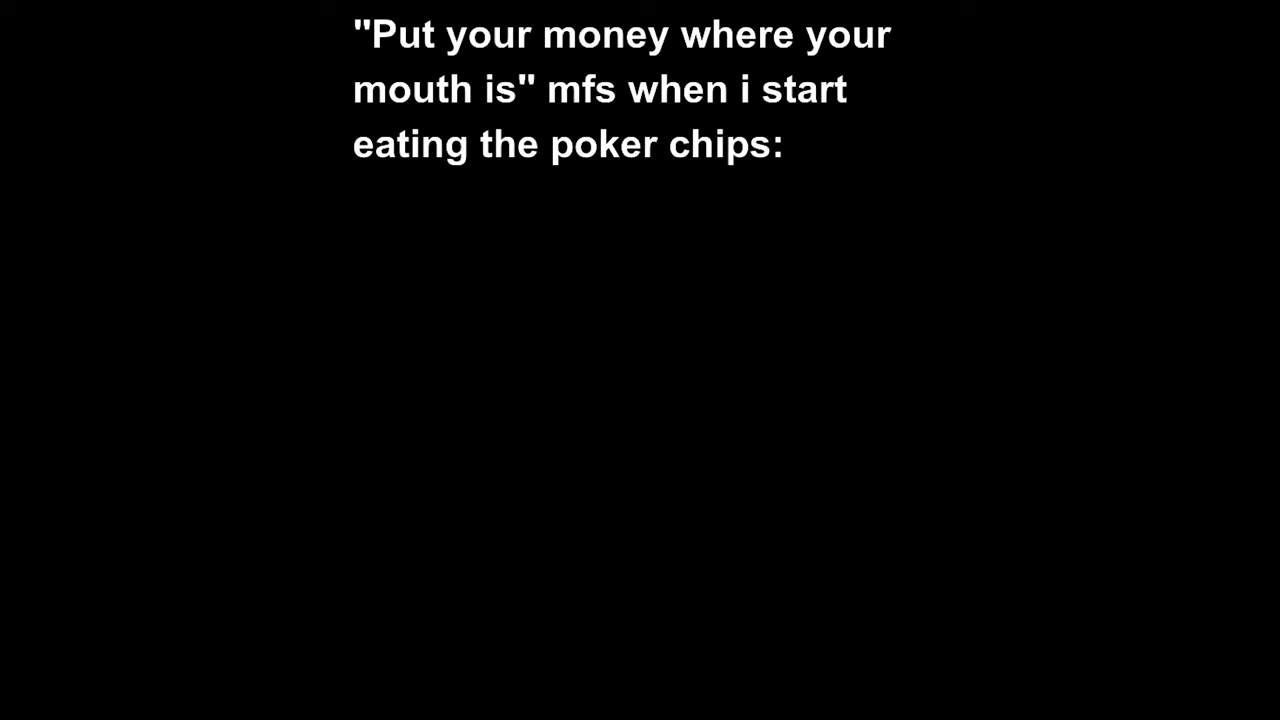 "Put your money where your
mouth is" mfs when i start
eating the poker chips: